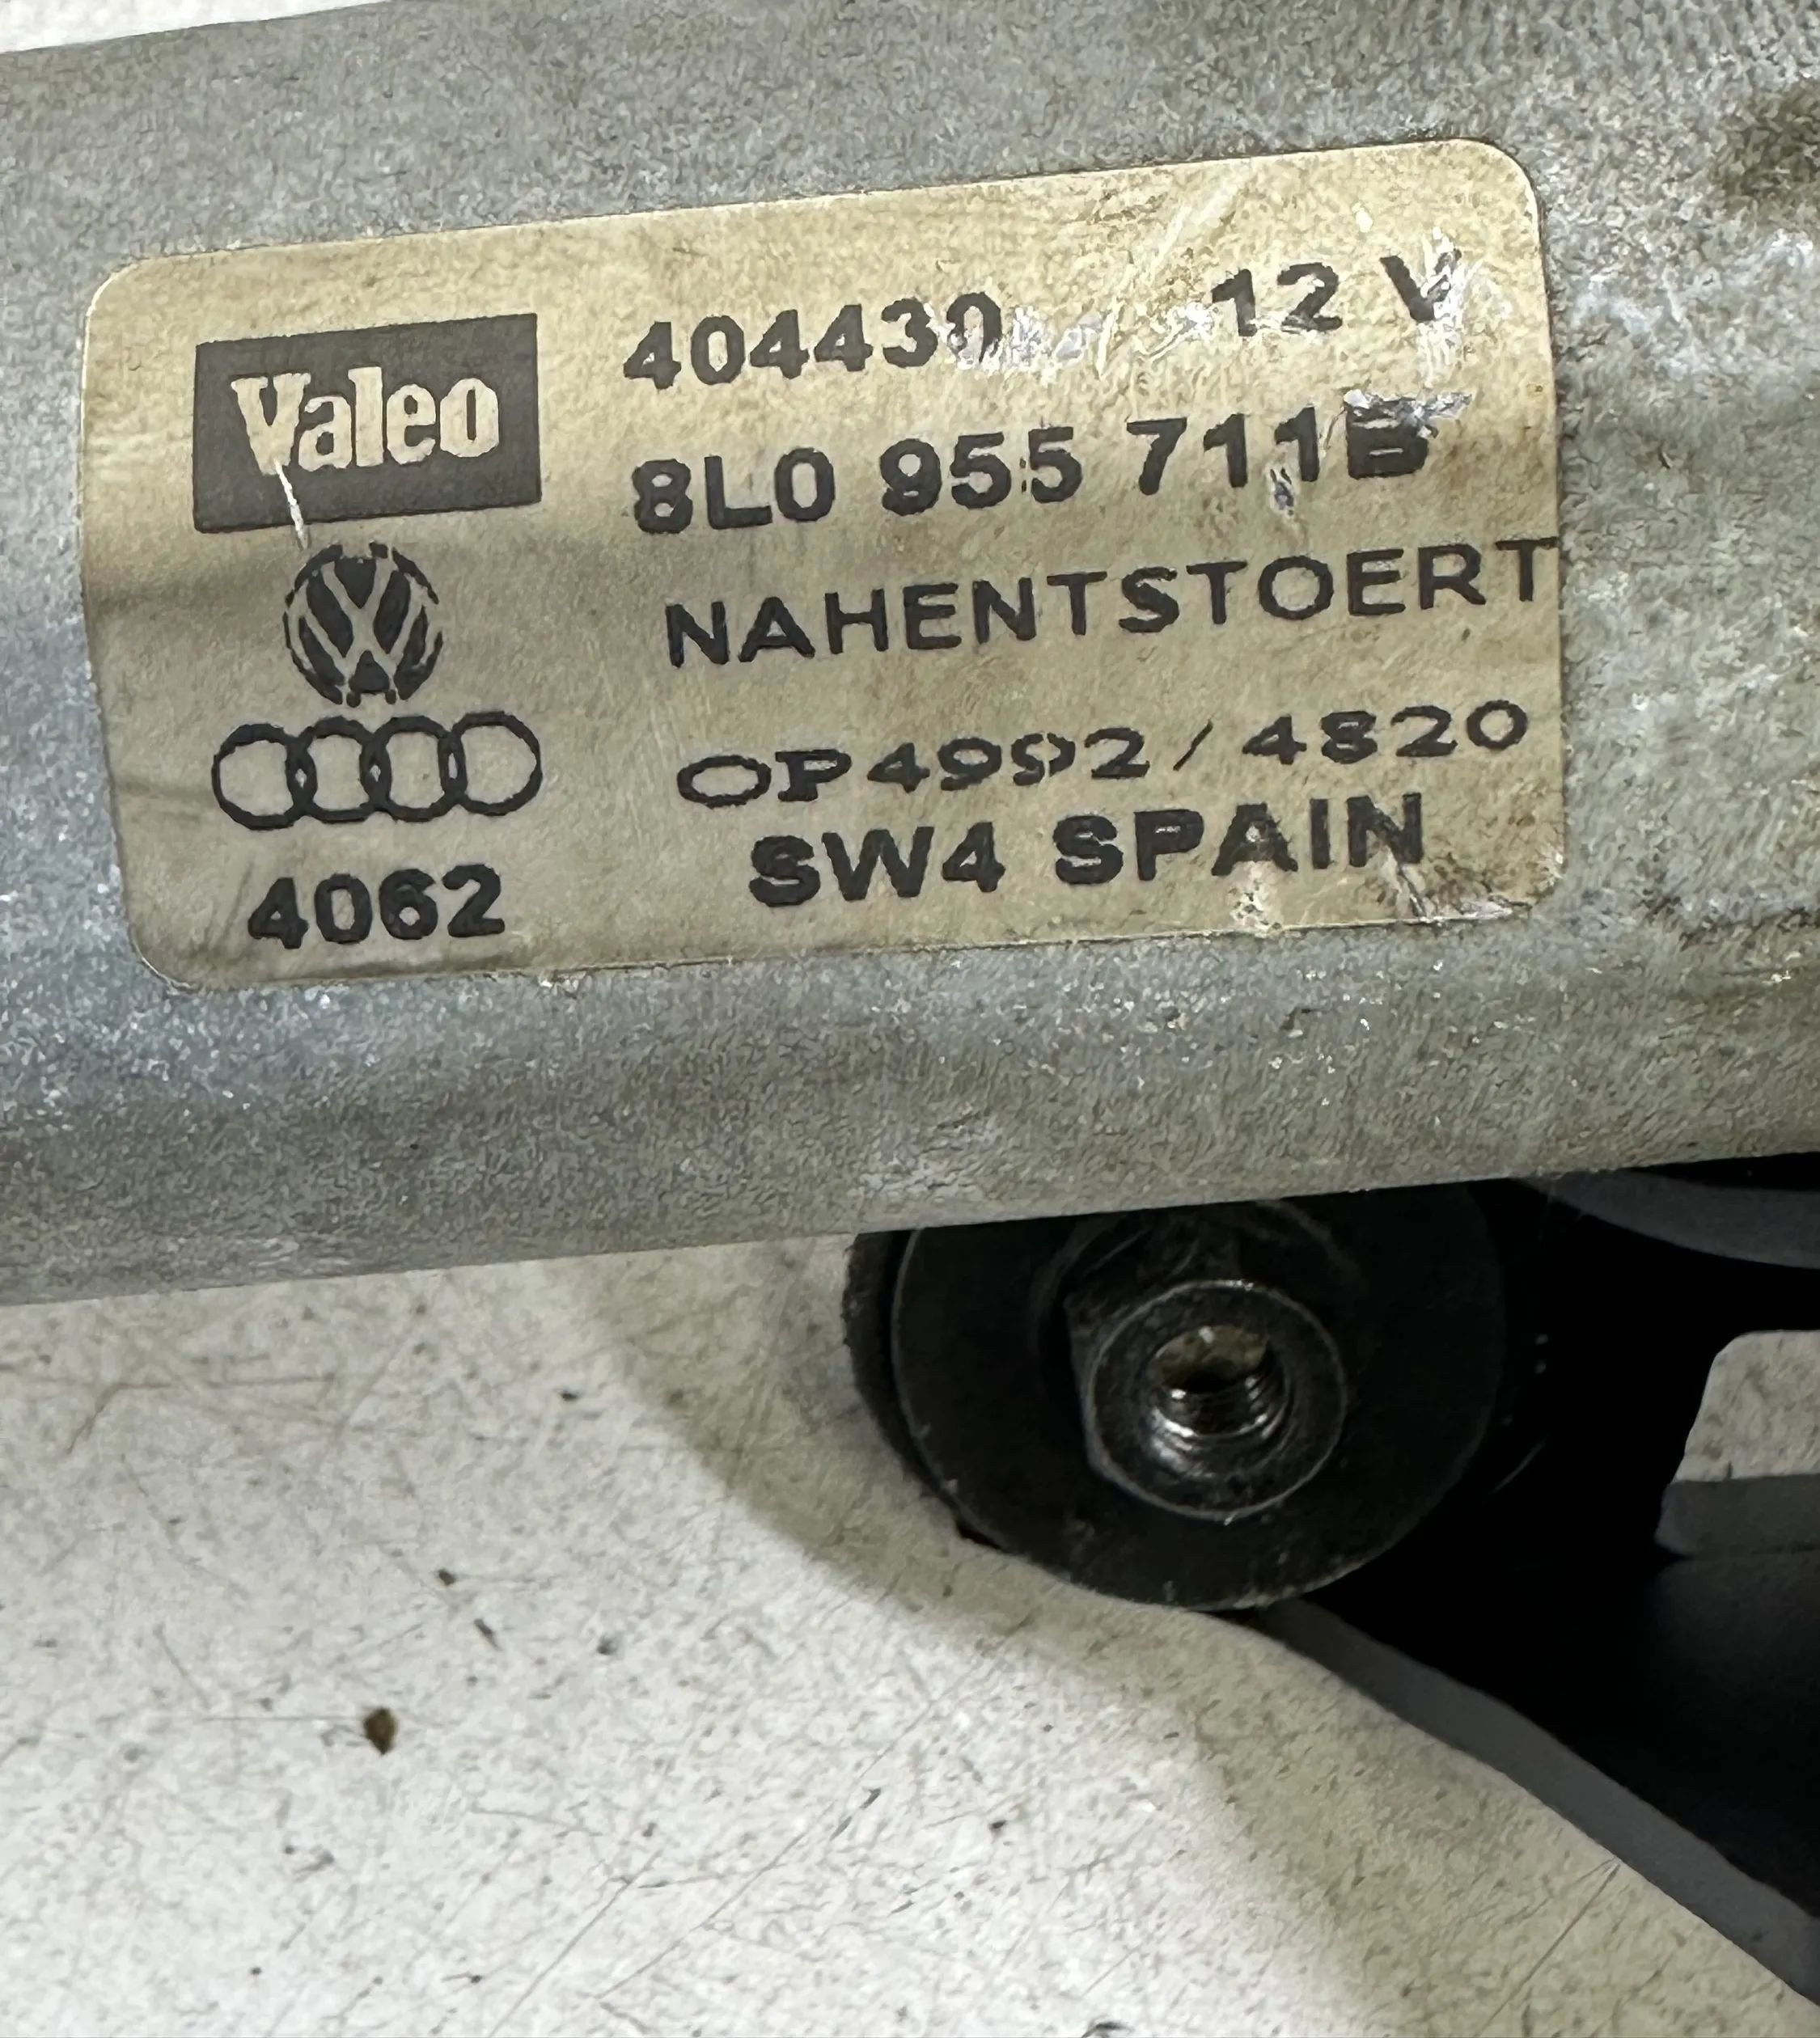 Valeo
404430 12 V
8L0 955 711B
NAHENTSTOERT
OP4992/4820
SW4 SPAIN
4062